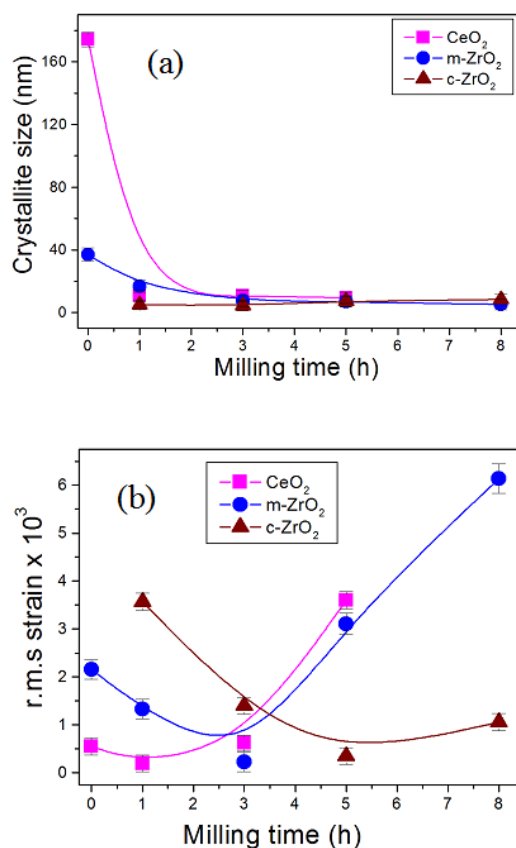 (a)
CeO₂
m-ZrO₂
c-ZrO₂
Crystallite size (nm)
160
120
80
40
0
0 1 2 3 4 5 6 7 8
Milling time (h)
(b)
CeO₂
m-ZrO₂
c-ZrO₂
r.m.s strain x 10³
6
5
4
3
2
1
0
0 1 2 3 4 5 6 7 8
Milling time (h)